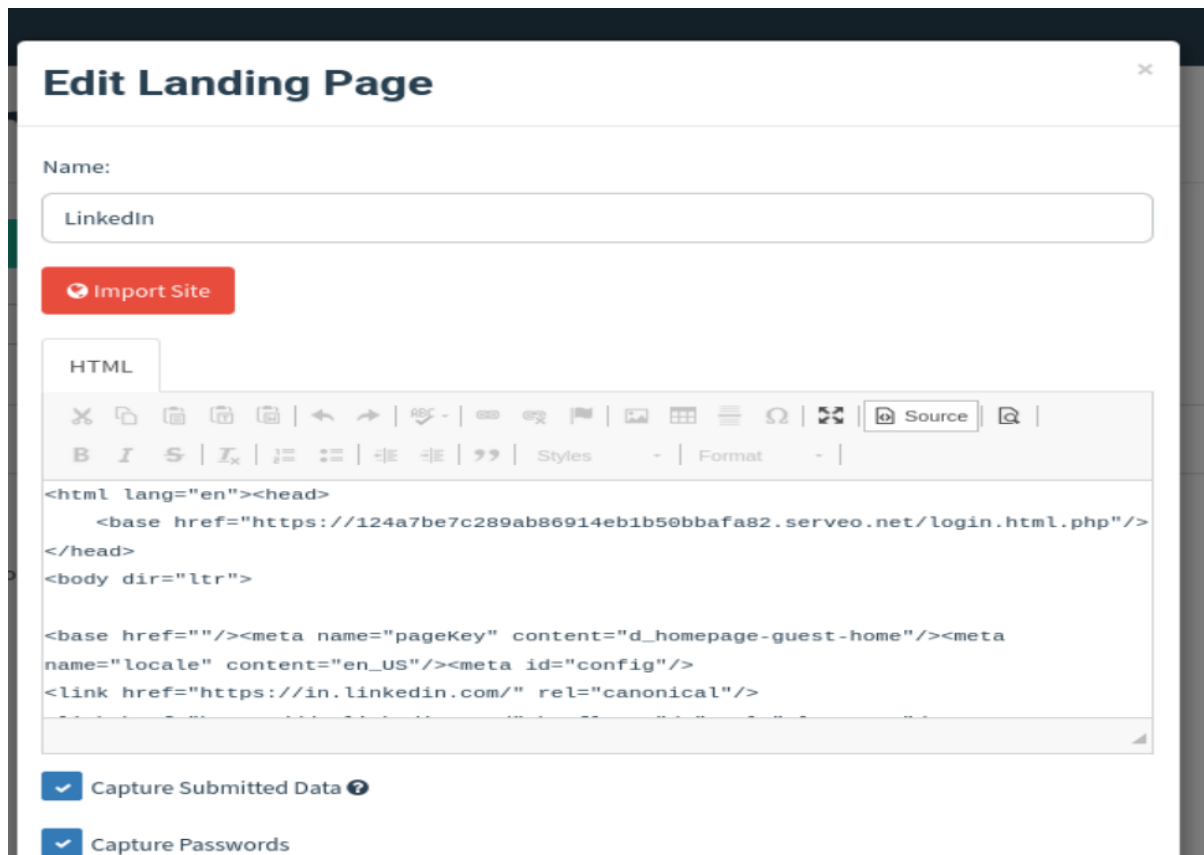 Edit Landing Page
×
Name:
LinkedIn
Import Site
HTML
ABC
Source
B I S Tx Styles Format
<html lang="en"><head>
<base href="https://124a7be7c289ab86914eb1b50bbafa82.serveo.net/login.html.php"/>
</head>
<body dir="ltr">
<base href=""/><meta name="pageKey" content="d_homepage-guest-home"/><meta
name="locale" content="en_US"/><meta id="config"/>
<link href="https://in.linkedin.com/" rel="canonical"/>
Capture Submitted Data
Capture Passwords